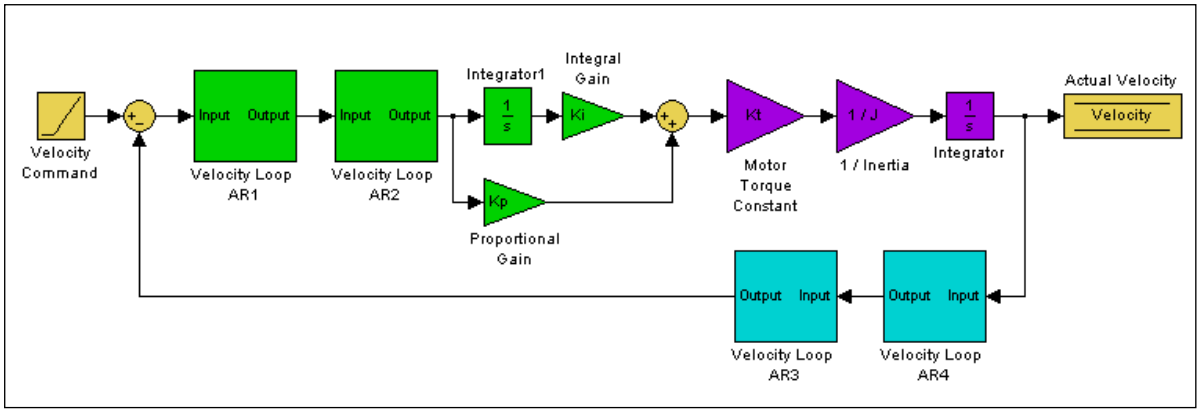 Velocity
Command
+
−
Input Output
Velocity Loop
AR1
Input Output
Velocity Loop
AR2
Integrator1
1
s
Integral
Gain
Ki
Kp
Proportional
Gain
+
+
Kt
Motor
Torque
Constant
1 / J
1 / Inertia
1
s
Integrator
Actual Velocity
Velocity
Output Input
Velocity Loop
AR3
Output Input
Velocity Loop
AR4